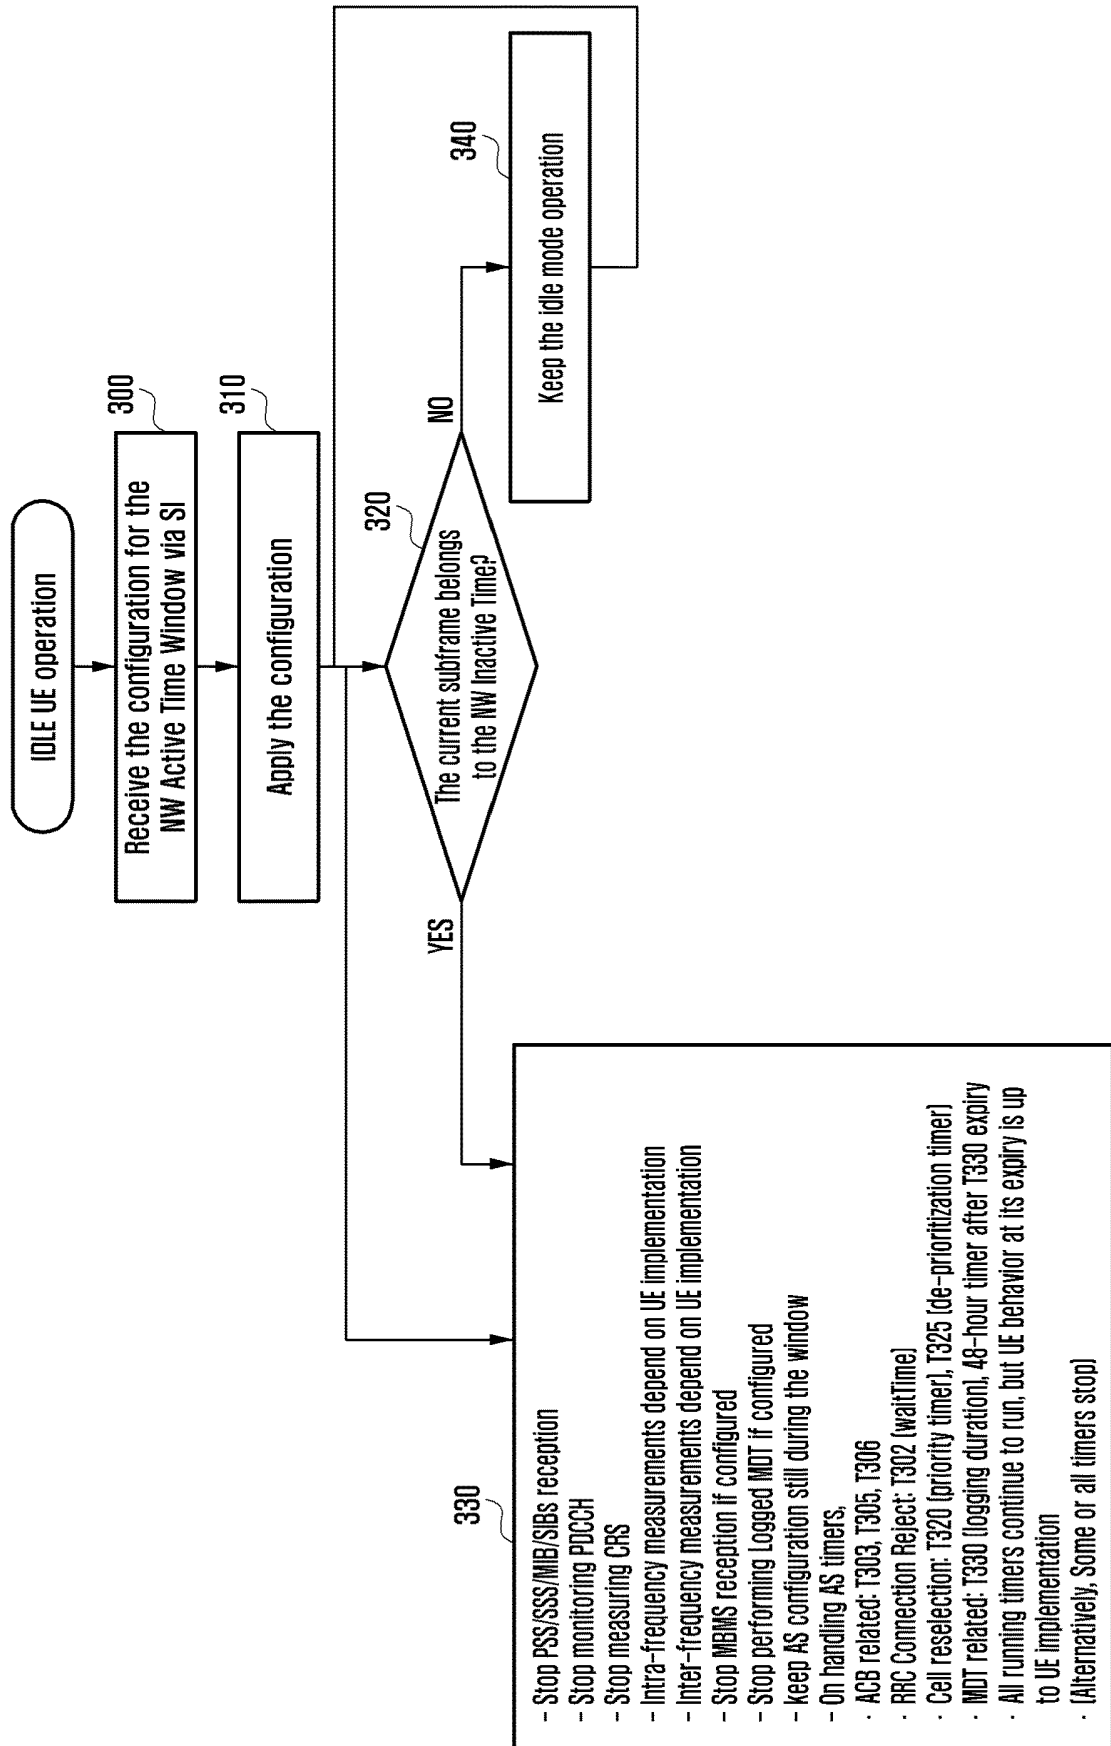 IDLE UE operation
300
Receive the configuration for the
NW Active Time Window via SI
310
Apply the configuration
320
The current subframe belongs
to the NW Inactive Time?
YES
NO
330
- Stop PSS/SSS/MIB/SIBs reception
- Stop monitoring PDCCH
- Stop measuring CRS
- Intra-frequency measurements depend on UE implementation
- Inter-frequency measurements depend on UE implementation
- Stop MBMS reception if configured
- Stop performing Logged MDT if configured
- keep AS configuration still during the window
- On handling AS timers,
· ACB related: T303, T305, T306
· RRC Connection Reject: T302 (waitTime)
· Cell reselection: T320 (priority timer), T325 (de-prioritization timer)
· MDT related: T330 (logging duration), 48-hour timer after T330 expiry
· All running timers continue to run, but UE behavior at its expiry is up
to UE implementation
· (Alternatively, Some or all timers stop)
340
Keep the idle mode operation